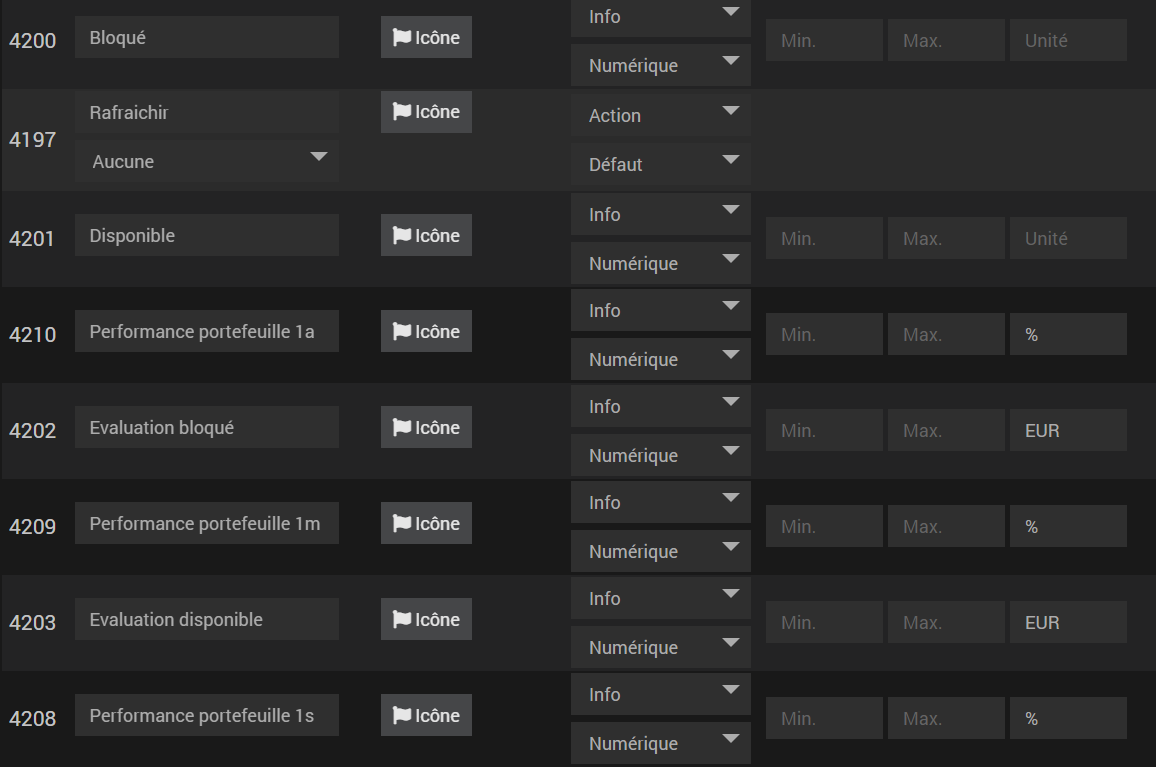 4200 Bloqué Icône Info Min. Max. Unité
Numérique
4197 Rafraichir Icône Action
Aucune Défaut
4201 Disponible Icône Info Min. Max. Unité
Numérique
4210 Performance portefeuille 1a Icône Info Min. Max. %
Numérique
4202 Evaluation bloqué Icône Info Min. Max. EUR
Numérique
4209 Performance portefeuille 1m Icône Info Min. Max. %
Numérique
4203 Evaluation disponible Icône Info Min. Max. EUR
Numérique
4208 Performance portefeuille 1s Icône Info Min. Max. %
Numérique